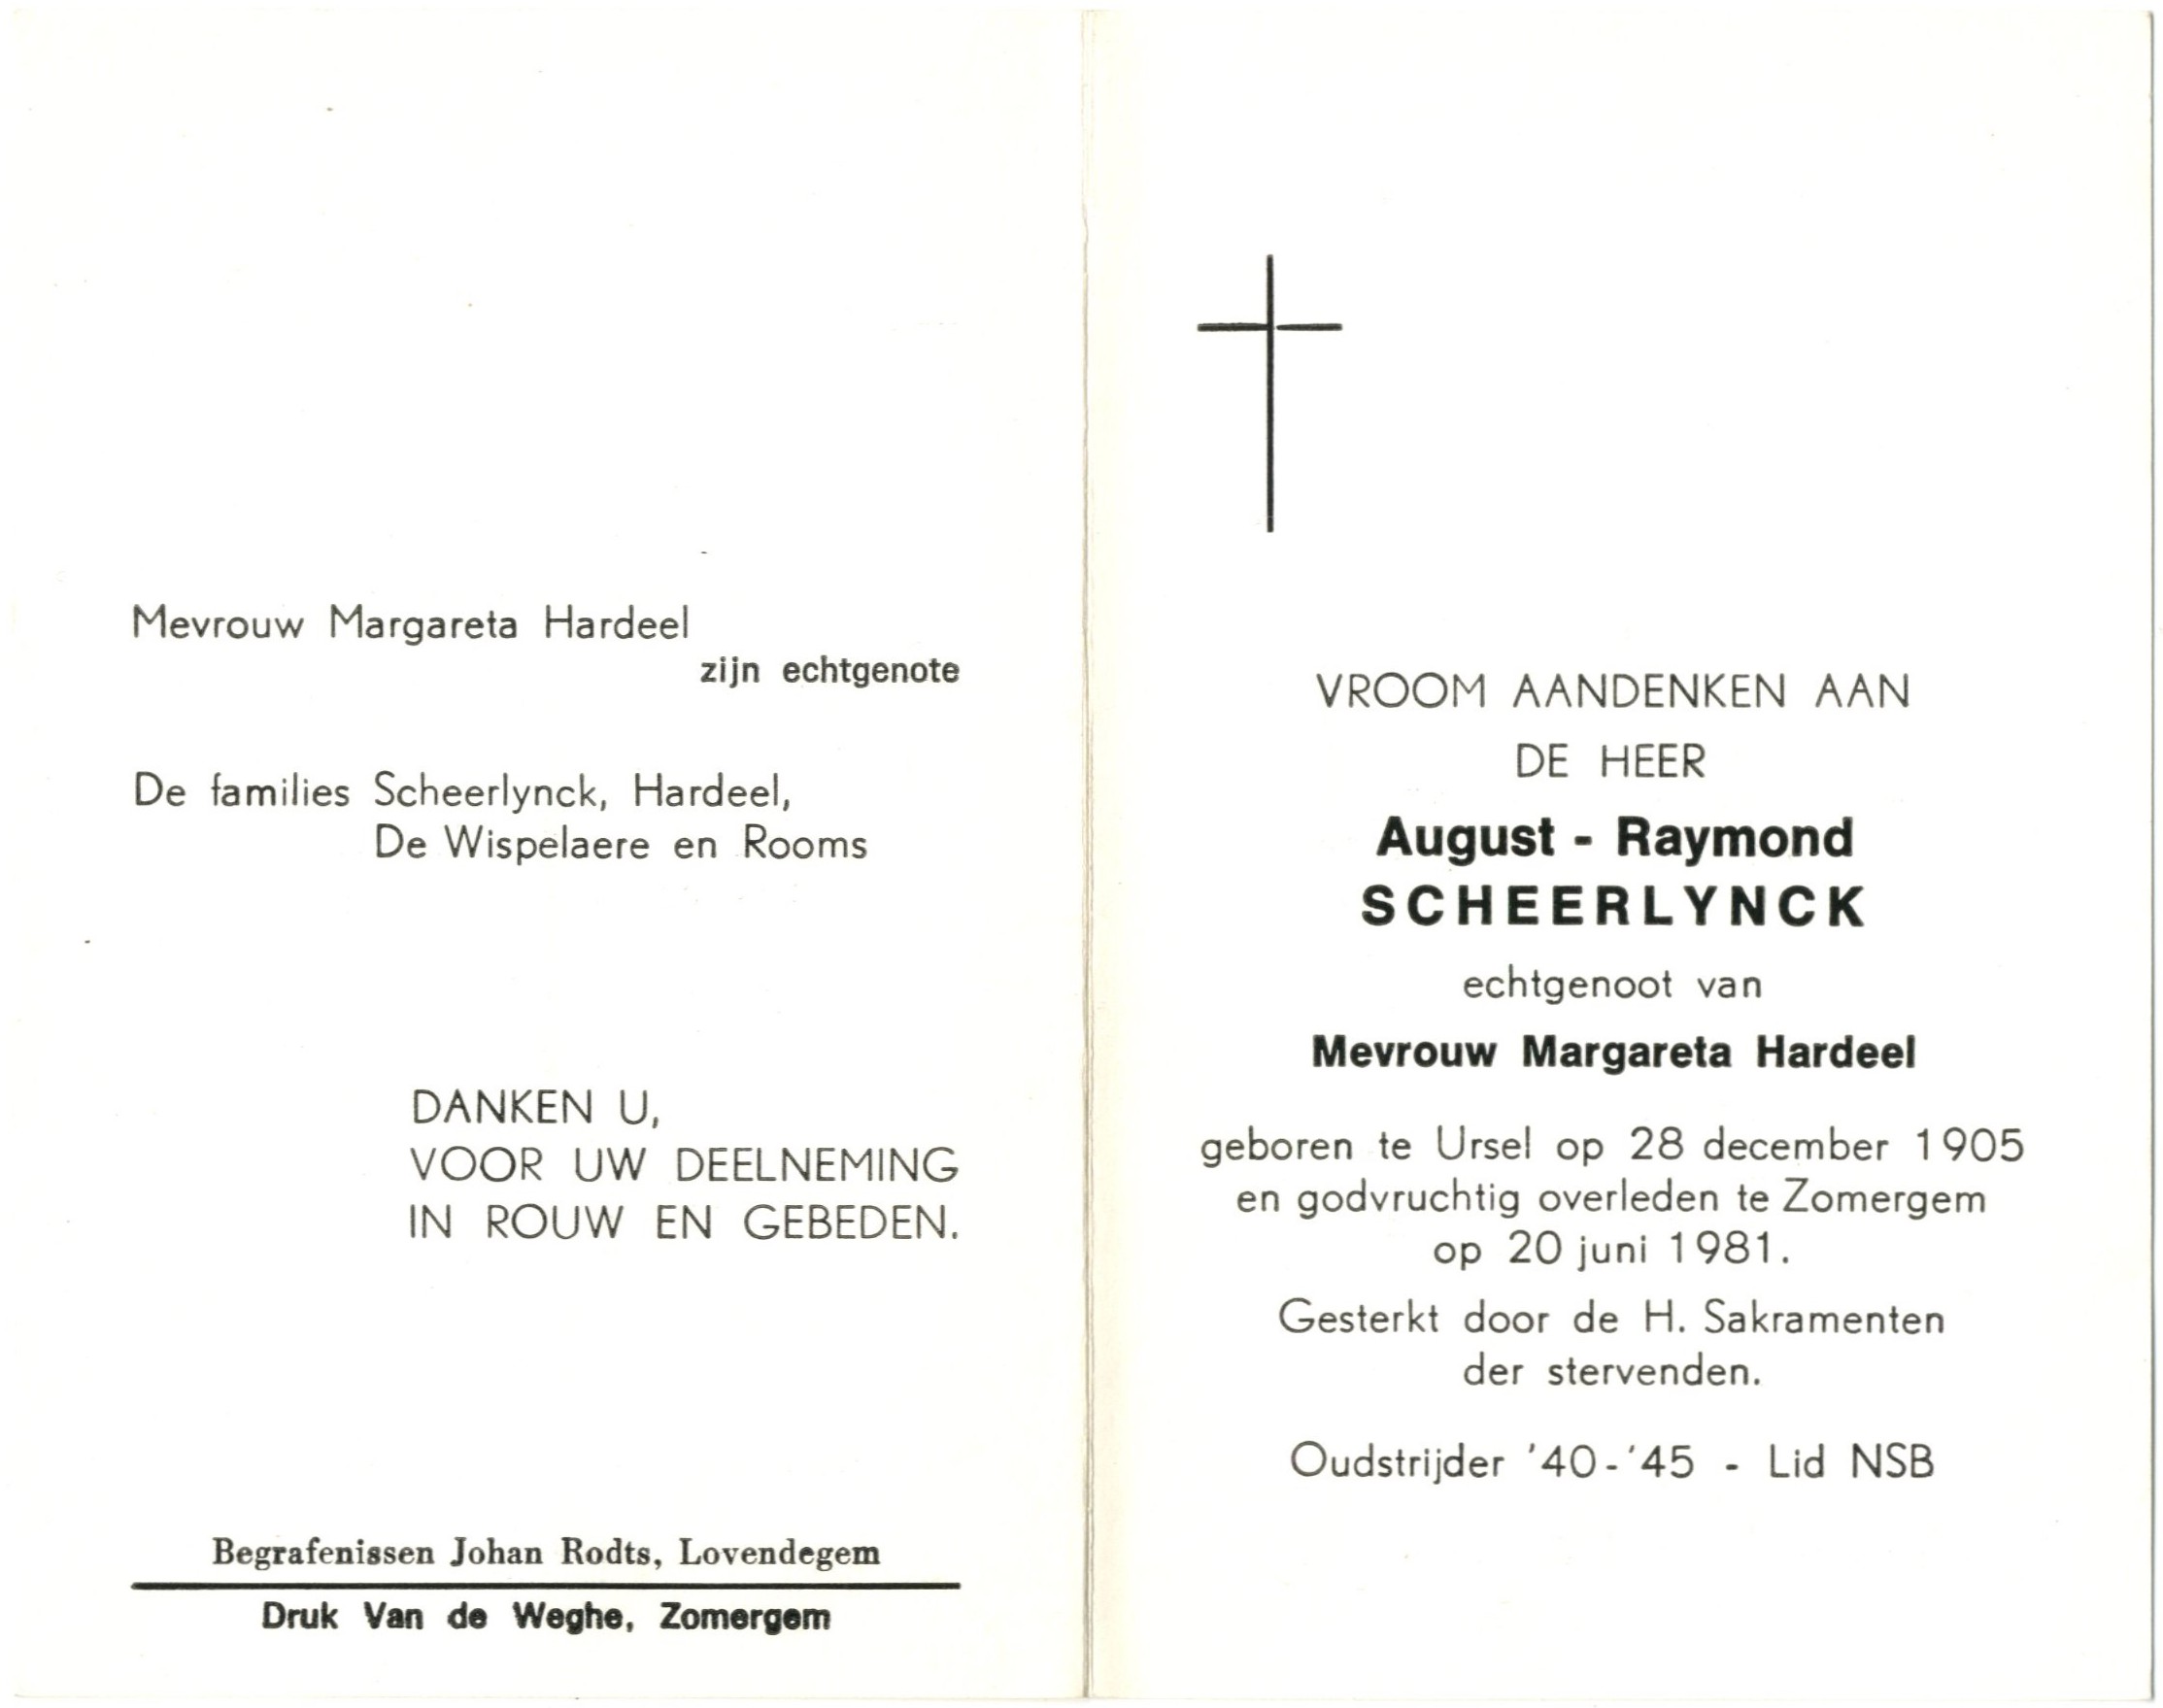 Mevrouw Margareta Hardeel
zijn echtgenote
De families Scheerlynck, Hardeel,
De Wispelaere en Rooms
DANKEN U,
VOOR UW DEELNEMING
IN ROUW EN GEBEDEN.
Begrafenissen Johan Rodts, Lovendegem
Druk Van de Weghe, Zomergem
VROOM AANDENKEN AAN
DE HEER
August - Raymond
SCHEERLYNCK
echtgenoot van
Mevrouw Margareta Hardeel
geboren te Ursel op 28 december 1905
en godvruchtig overleden te Zomergem
op 20 juni 1981.
Gesterkt door de H. Sakramenten
der stervenden.
Oudstrijder '40-'45 - Lid NSB